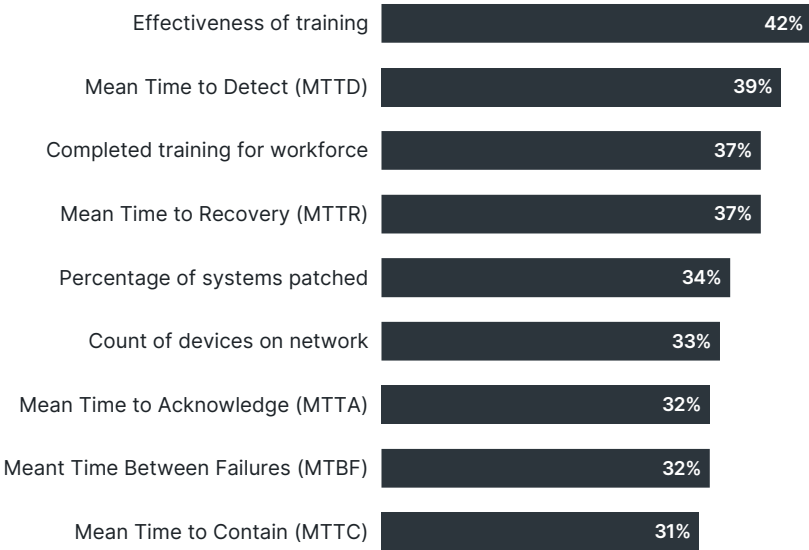 Effectiveness of training 42%
Mean Time to Detect (MTTD) 39%
Completed training for workforce 37%
Mean Time to Recovery (MTTR) 37%
Percentage of systems patched 34%
Count of devices on network 33%
Mean Time to Acknowledge (MTTA) 32%
Meant Time Between Failures (MTBF) 32%
Mean Time to Contain (MTTC) 31%